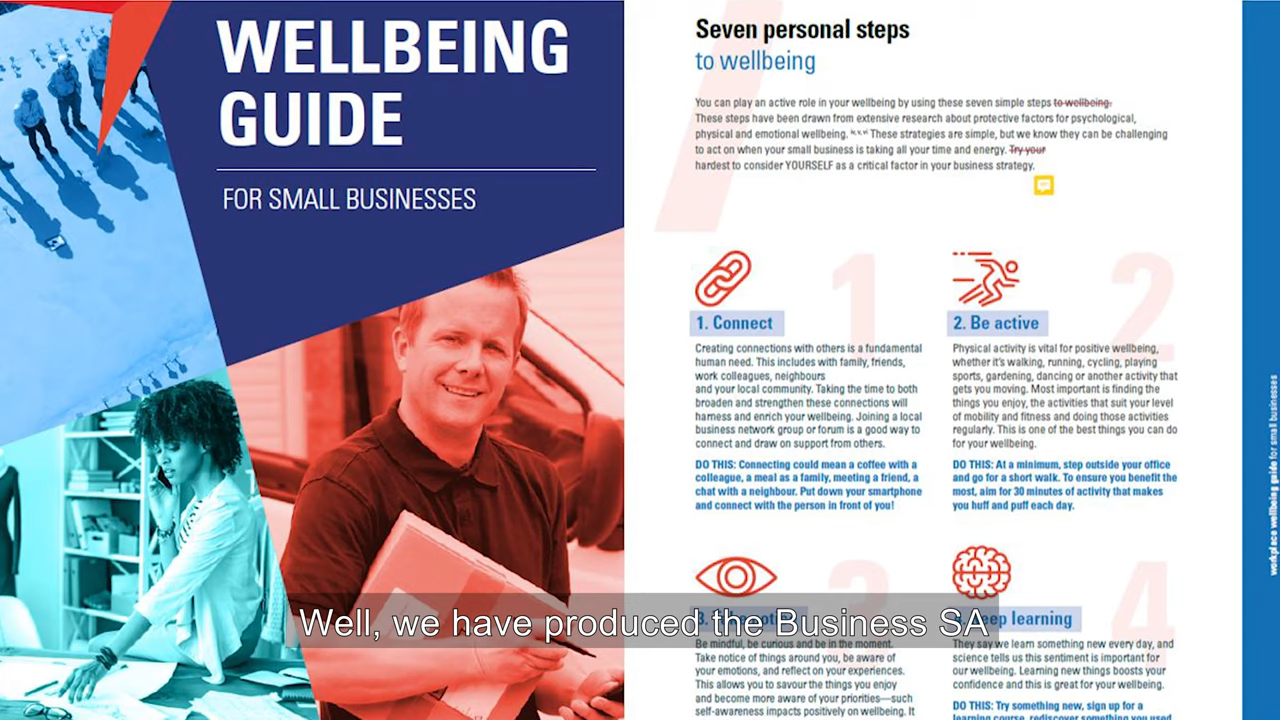 WELLBEING
GUIDE
FOR SMALL BUSINESSES
Seven personal steps
to wellbeing
You can play an active role in your wellbeing by using these seven simple steps to wellbeing.
These steps have been drawn from extensive research about protective factors for psychological,
physical and emotional wellbeing. These strategies are simple, but we know they can be challenging
to act on when your small business is taking all your time and energy. Try your
hardest to consider YOURSELF as a critical factor in your business strategy.
1
1. Connect
Creating connections with others is a fundamental
human need. This includes with family, friends,
work colleagues, neighbours
and your local community. Taking the time to both
broaden and strengthen these connections will
harness and enrich your wellbeing. Joining a local
business network group or forum is a good way to
connect and draw on support from others.
DO THIS: Connecting could mean a coffee with a
colleague, a meal as a family, meeting a friend, a
chat with a neighbour. Put down your smartphone
and connect with the person in front of you!
2
2. Be active
Physical activity is vital for positive wellbeing,
whether it's walking, running, cycling, playing
sports, gardening, dancing or another activity that
gets you moving. Most important is finding the
things you enjoy, the activities that suit your level
of mobility and fitness and doing those activities
regularly. This is one of the best things you can do
for your wellbeing.
DO THIS: At a minimum, step outside your office
and go for a short walk. To ensure you benefit the
most, aim for 30 minutes of activity that makes
you huff and puff each day.
3
Be mindful, be curious and be in the moment.
Take notice of things around you, be aware of
your emotions, and reflect on your experiences.
This allows you to savour the things you enjoy
and become more aware of your priorities—such
self-awareness impacts positively on wellbeing. It
4
learning
They say we learn something new every day, and
science tells us this sentiment is important for
our wellbeing. Learning new things boosts your
confidence and this is great for your wellbeing.
DO THIS: Try something new, sign up for a
learning course, rediscover something you used
workplace wellbeing guide for small businesses
Well, we have produced the Business SA